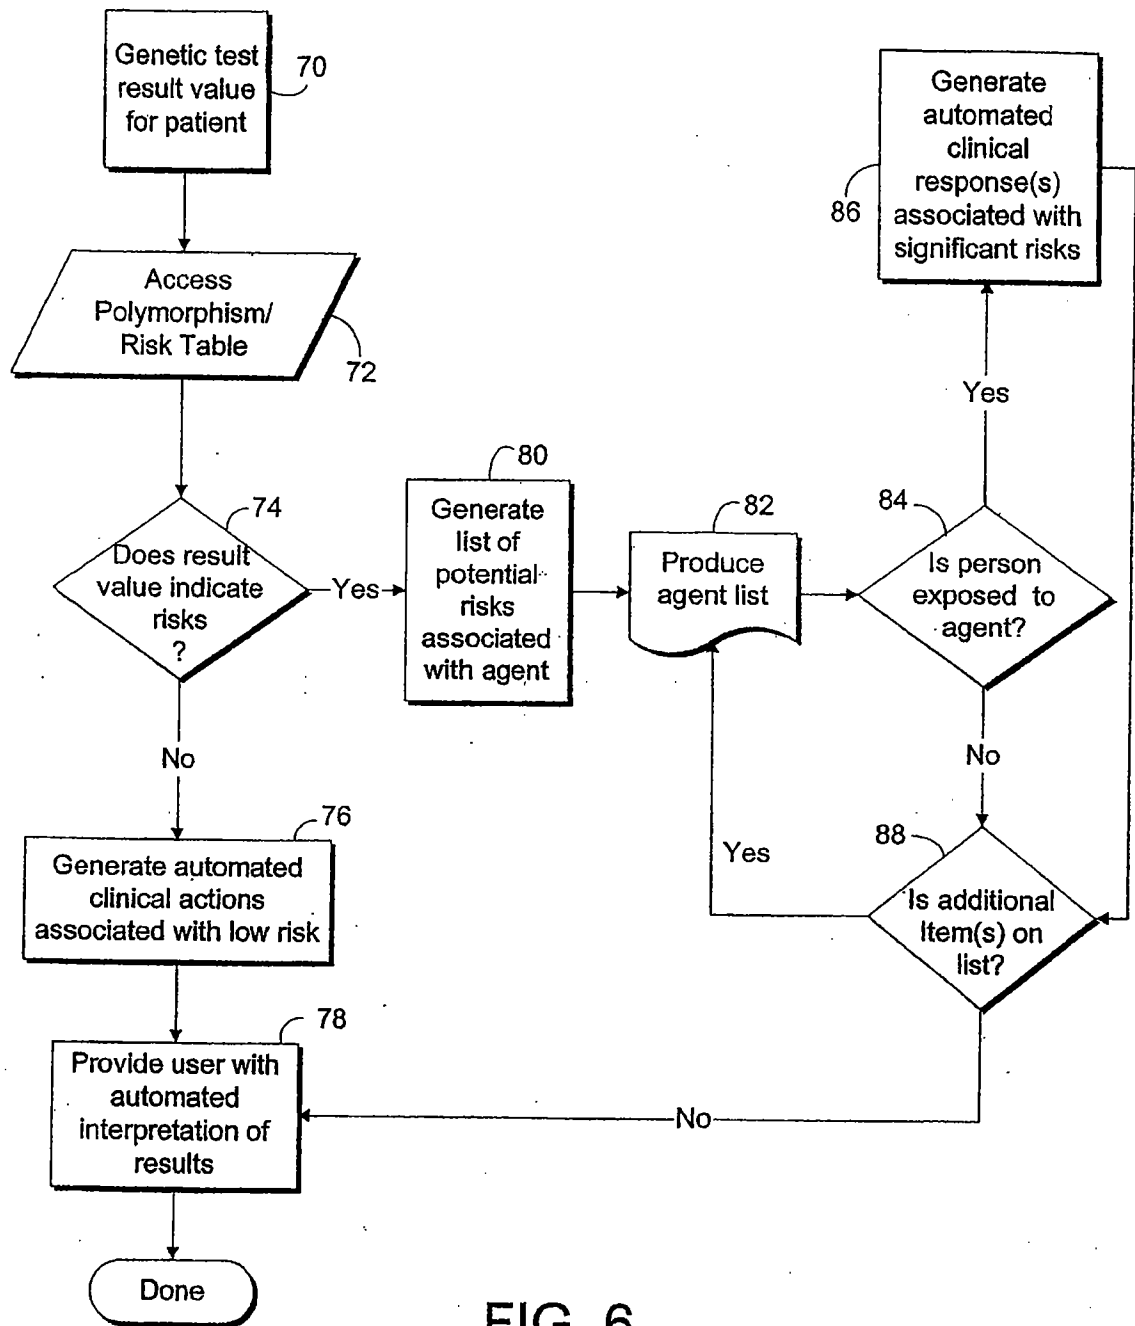 Genetic test
result value
for patient
70
Access
Polymorphism/
Risk Table
72
Does result
value indicate
risks
?
74
Yes
No
Generate automated
clinical actions
associated with low risk
76
Provide user with
automated
interpretation of
results
78
Done
Generate
list of
potential
risks
associated
with agent
80
Produce
agent list
82
Is person
exposed to
agent?
84
Yes
No
Generate
automated
clinical
response(s)
associated with
significant risks
86
Is additional
Item(s) on
list?
88
Yes
No
FIG. 6